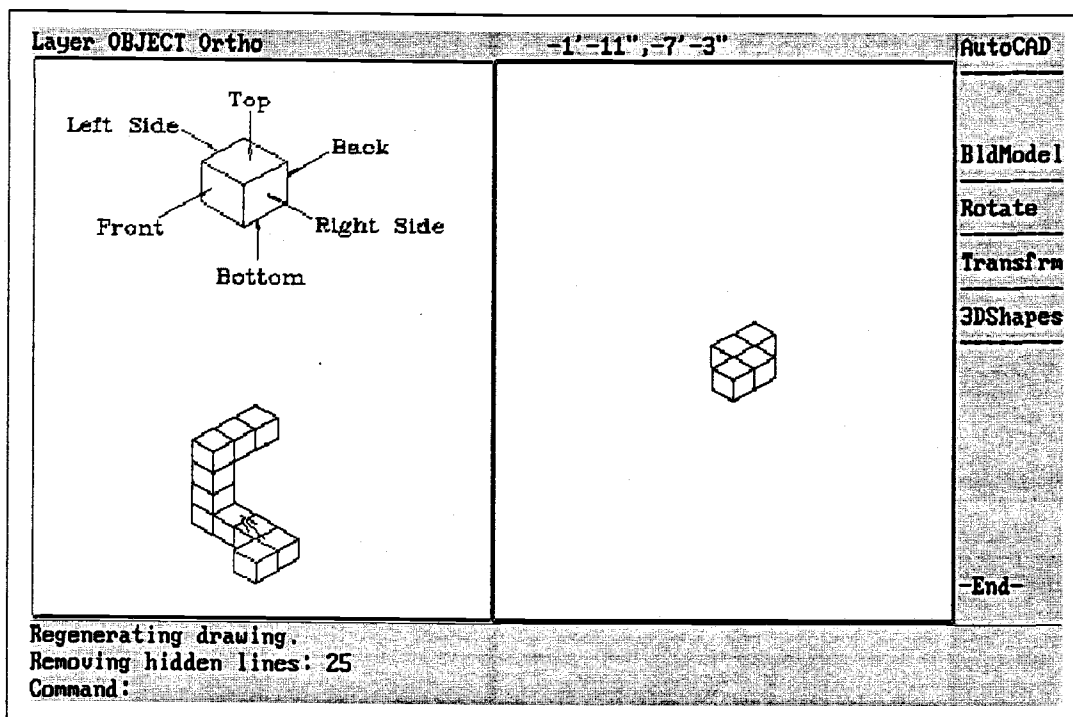 Layer OBJECT Ortho
-1'-11",-7'-3"
AutoCAD
Top
Left Side
Back
Front
Right Side
Bottom
BldModel
Rotate
Transfrm
3DShapes
-End-
Regenerating drawing.
Removing hidden lines: 25
Command: